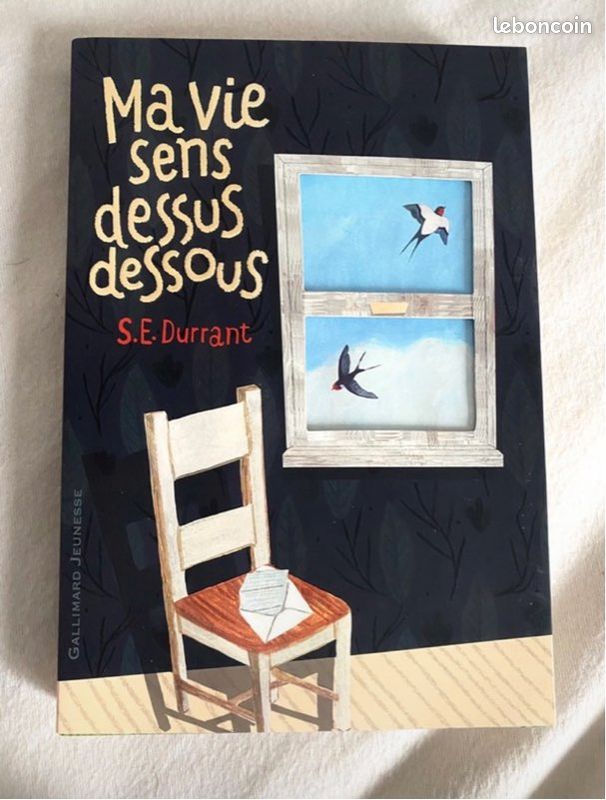 leboncoin
Ma vie
sens
dessus
dessous
S.E. Durrant
GALLIMARD JEUNESSE